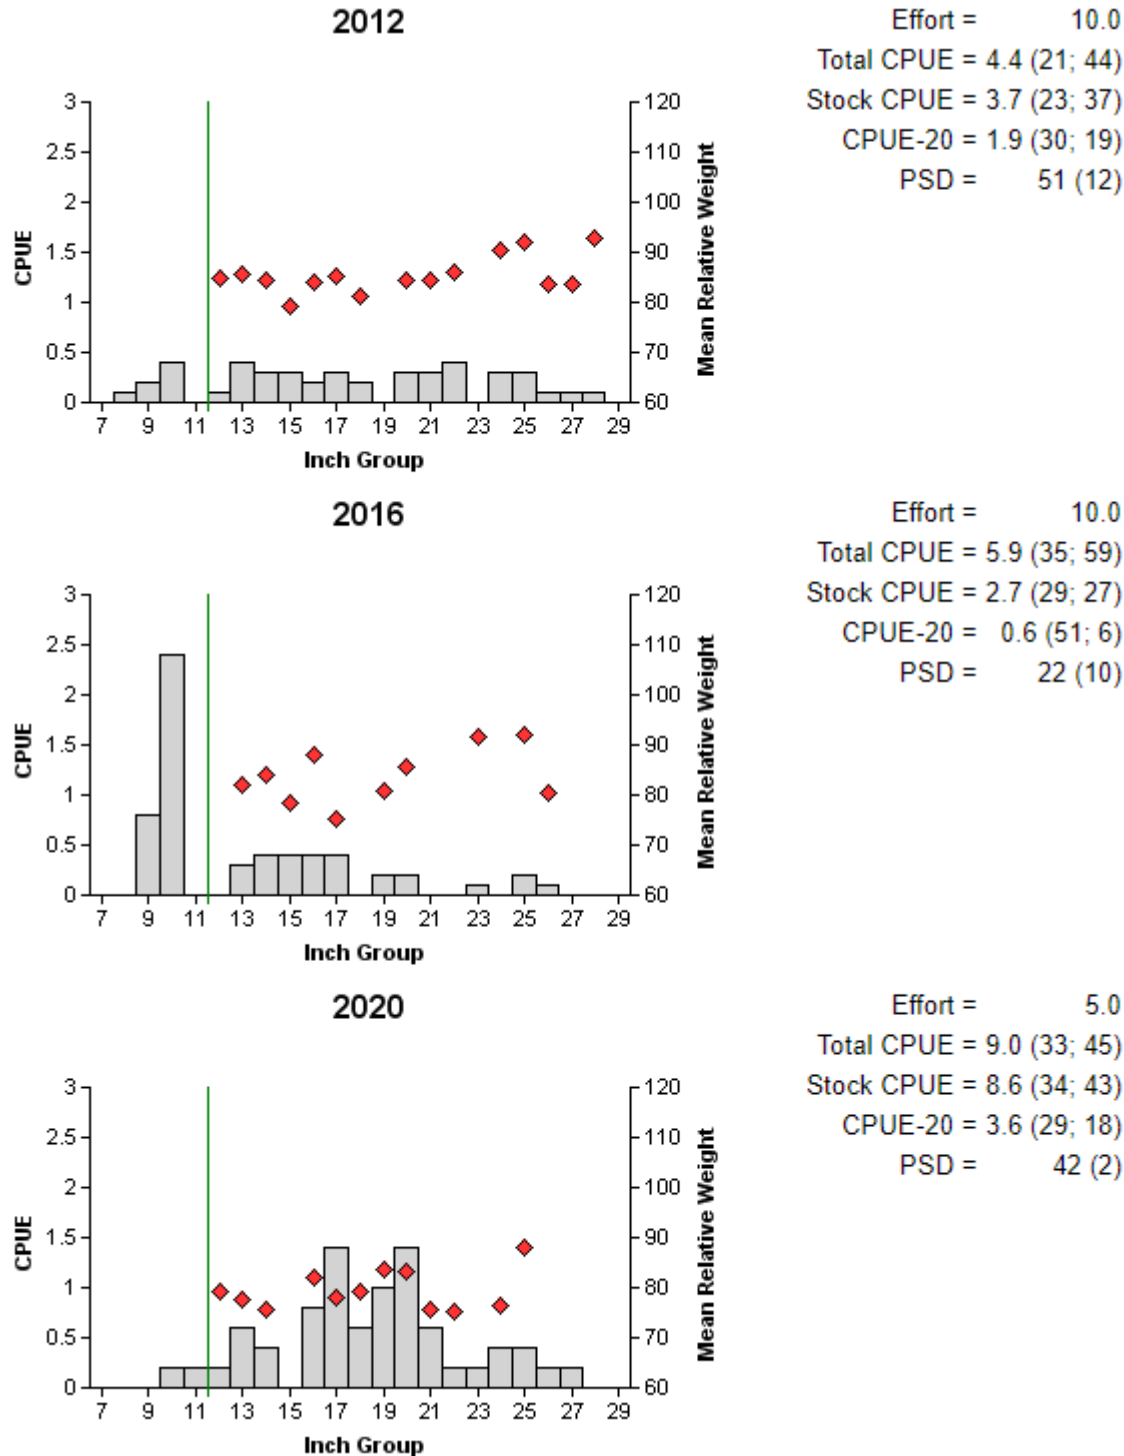 2012
Effort = 10.0
Total CPUE = 4.4 (21; 44)
Stock CPUE = 3.7 (23; 37)
CPUE-20 = 1.9 (30; 19)
PSD = 51 (12)
3 120
2.5 110
2 100
1.5 90
1 80
0.5 70
0 60
CPUE
Mean Relative Weight
7 9 11 13 15 17 19 21 23 25 27 29
Inch Group
2016
Effort = 10.0
Total CPUE = 5.9 (35; 59)
Stock CPUE = 2.7 (29; 27)
CPUE-20 = 0.6 (51; 6)
PSD = 22 (10)
3 120
2.5 110
2 100
1.5 90
1 80
0.5 70
0 60
CPUE
Mean Relative Weight
7 9 11 13 15 17 19 21 23 25 27 29
Inch Group
2020
Effort = 5.0
Total CPUE = 9.0 (33; 45)
Stock CPUE = 8.6 (34; 43)
CPUE-20 = 3.6 (29; 18)
PSD = 42 (2)
3 120
2.5 110
2 100
1.5 90
1 80
0.5 70
0 60
CPUE
Mean Relative Weight
7 9 11 13 15 17 19 21 23 25 27 29
Inch Group